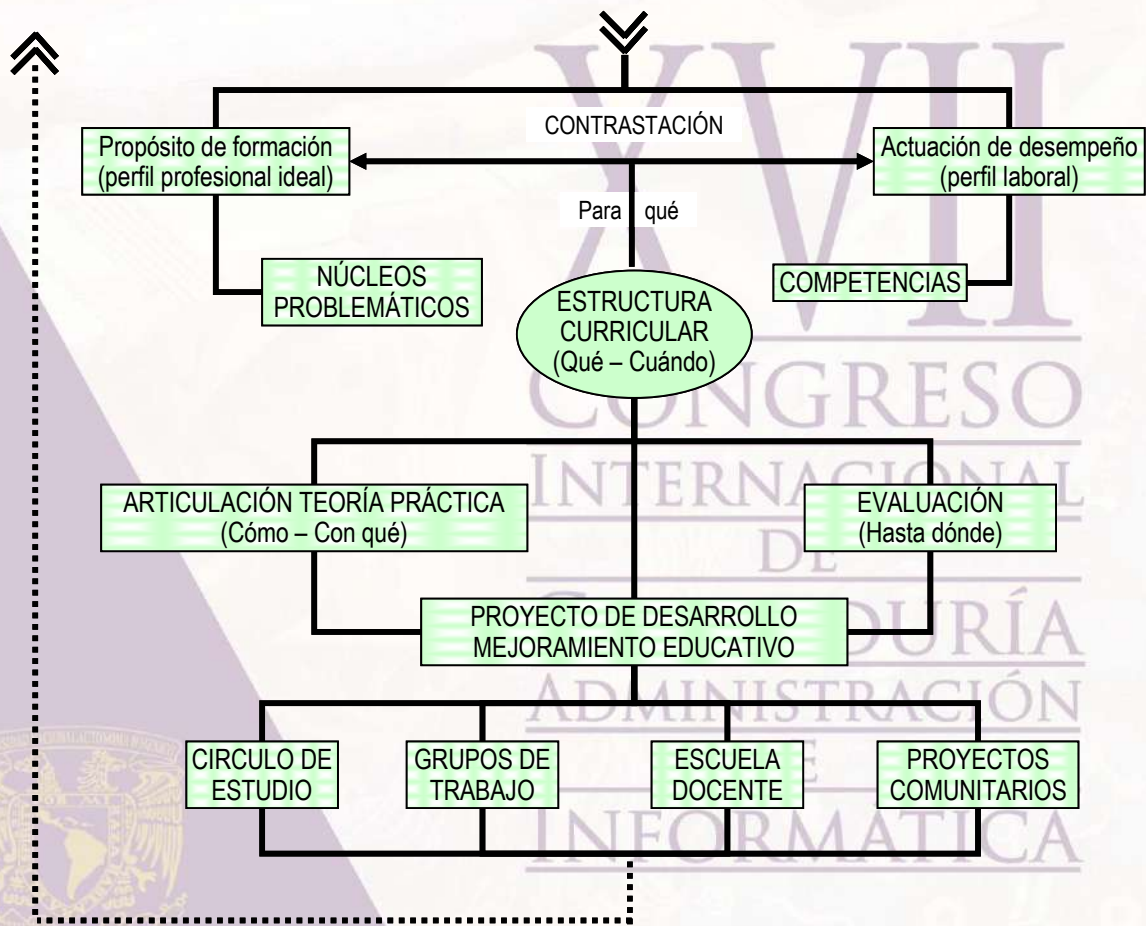 CONTRASTACIÓN
Propósito de formación
(perfil profesional ideal)
Actuación de desempeño
(perfil laboral)
Para qué
NÚCLEOS
PROBLEMÁTICOS
COMPETENCIAS
ESTRUCTURA
CURRICULAR
(Qué – Cuándo)
ARTICULACIÓN TEORÍA PRÁCTICA
(Cómo – Con qué)
EVALUACIÓN
(Hasta dónde)
PROYECTO DE DESARROLLO
MEJORAMIENTO EDUCATIVO
CIRCULO DE
ESTUDIO
GRUPOS DE
TRABAJO
ESCUELA
DOCENTE
PROYECTOS
COMUNITARIOS
XVII
CONGRESO
INTERNACIONAL
DE
ADMINISTRACIÓN
INFORMÁTICA